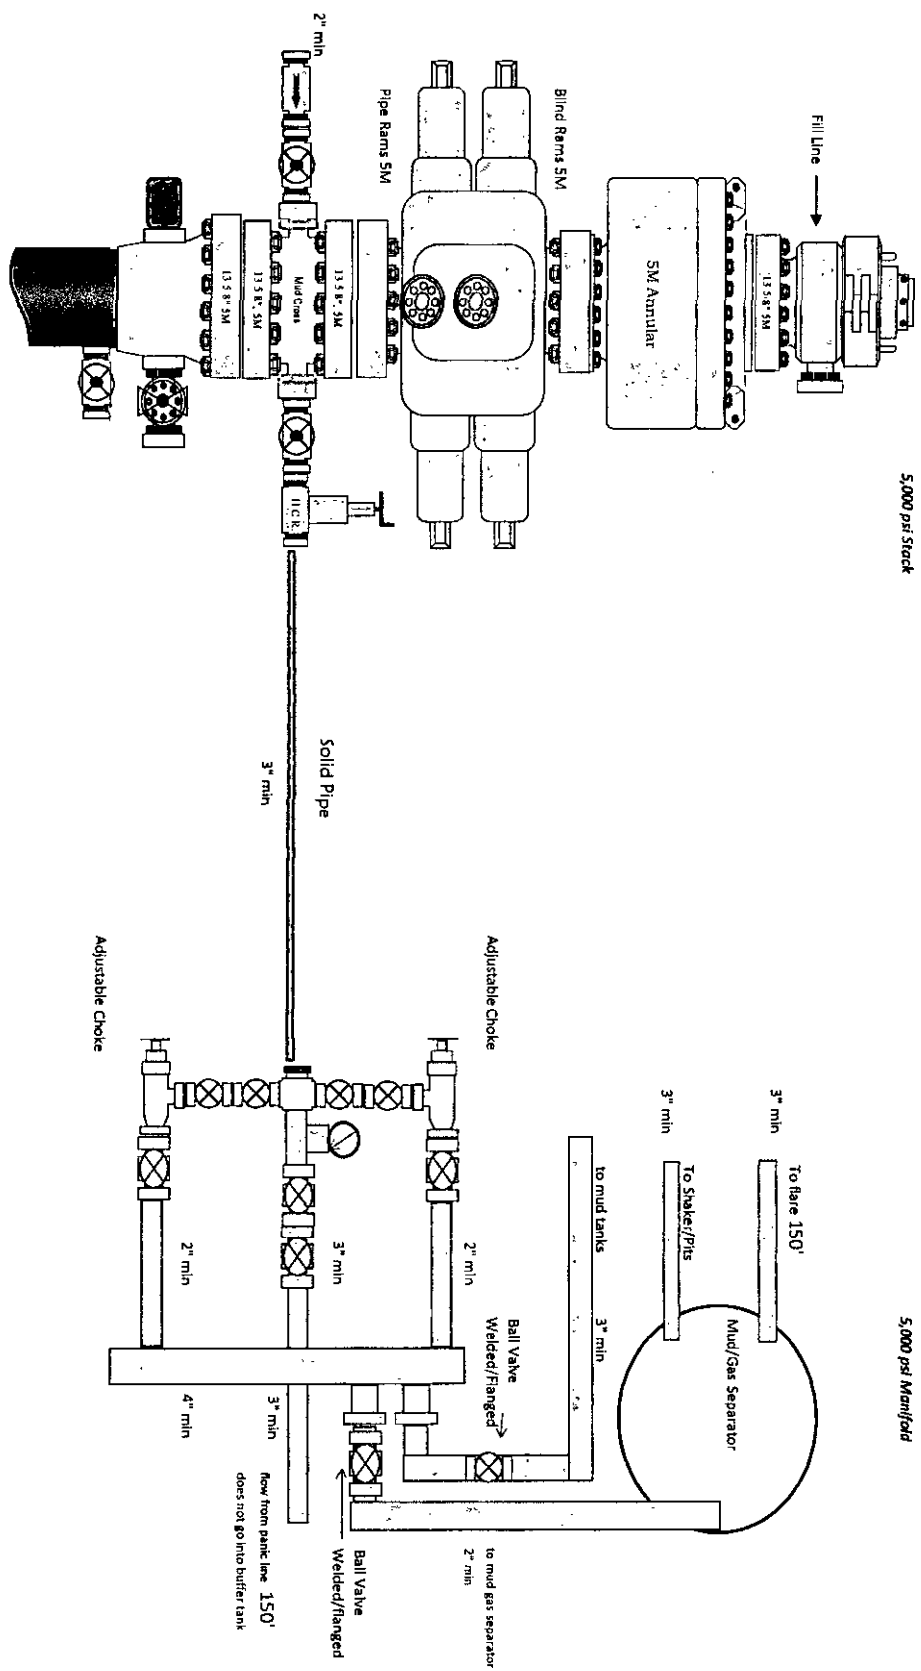 5,000 psi Stack
Fill Line
13 5/8" 5M
5M Annular
Blind Rams 5M
Pipe Rams 5M
13 5 8", 5M
Mud Cross
13 5 8", 5M
13 5 8" 5M
2" min
H.C.R.
Solid Pipe
3" min
5,000 psi Manifold
Adjustable Choke
Adjustable Choke
3" min
To flare 150'
3" min
To Shaker/Pits
Mud/Gas Separator
to mud tanks
3" min
2" min
3" min
2" min
Ball Valve
Welded/Flanged
4" min
3" min
flow from panic line 150'
does not go into buffer tank
Ball Valve
Welded/flanged
to mud gas separator
2" min